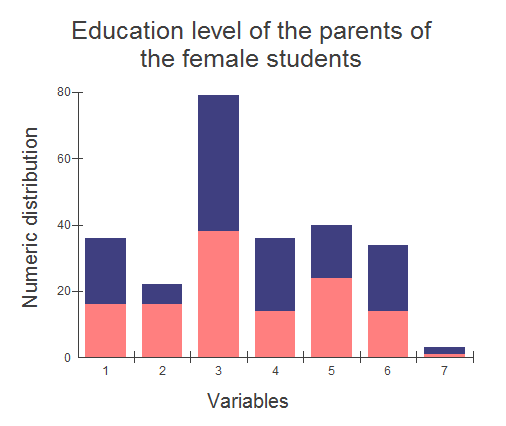 Education level of the parents of
the female students
80
60
40
20
0
Numeric distribution
1 2 3 4 5 6 7
Variables